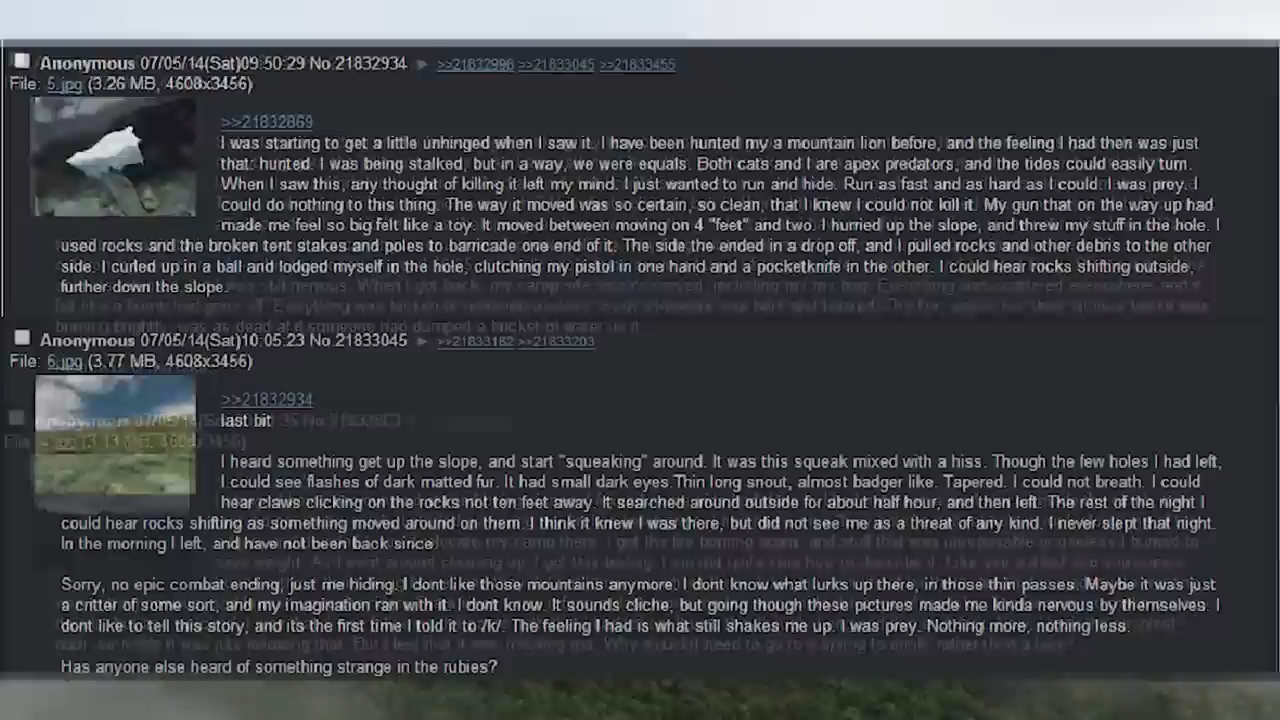 Anonymous 07/05/14(Sat)09:50:29 No.21832934 ► >>21832996 >>21833045 >>21833455
File: 5.jpg (3.26 MB, 4608x3456)
>>21832869
I was starting to get a little unhinged when I saw it. I have been hunted my a mountain lion before, and the feeling I had then was just
that: hunted. I was being stalked, but in a way, we were equals. Both cats and I are apex predators, and the tides could easily turn.
When I saw this, any thought of killing it left my mind. I just wanted to run and hide. Run as fast and as hard as I could. I was prey. I
could do nothing to this thing. The way it moved was so certain, so clean, that I knew I could not kill it. My gun that on the way up had
made me feel so big felt like a toy. It moved between moving on 4 "feet" and two. I hurried up the slope, and threw my stuff in the hole. I
used rocks and the broken tent stakes and poles to barricade one end of it. The side the ended in a drop off, and I pulled rocks and other debris to the other
side. I curled up in a ball and lodged myself in the hole, clutching my pistol in one hand and a pocketknife in the other. I could hear rocks shifting outside,
further down the slope.
burning brightly, was as dead at if someone had dumped a bucket of water on it.
Anonymous 07/05/14(Sat)10:05:23 No.21833045 ► >>21833182 >>21833203
File: 6.jpg (3.77 MB, 4608x3456)
>>21832934
last bit
I heard something get up the slope, and start "squeaking" around. It was this squeak mixed with a hiss. Though the few holes I had left,
I could see flashes of dark matted fur. It had small dark eyes.Thin long snout, almost badger like. Tapered. I could not breath. I could
hear claws clicking on the rocks not ten feet away. It searched around outside for about half hour, and then left. The rest of the night I
could hear rocks shifting as something moved around on them. I think it knew I was there, but did not see me as a threat of any kind. I never slept that night.
In the morning I left, and have not been back since
Sorry, no epic combat ending, just me hiding. I dont like those mountains anymore. I dont know what lurks up there, in those thin passes. Maybe it was just
a critter of some sort, and my imagination ran with it. I dont know. It sounds cliche, but going though these pictures made me kinda nervous by themselves. I
dont like to tell this story, and its the first time I told it to /k/. The feeling I had is what still shakes me up. I was prey. Nothing more, nothing less.
Has anyone else heard of something strange in the rubies?